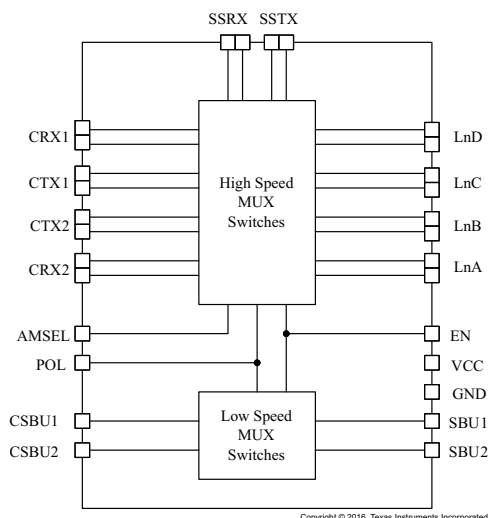 SSRX SSTX
CRX1
CTX1
CTX2
CRX2
AMSEL
POL
CSBU1
CSBU2
High Speed
MUX
Switches
Low Speed
MUX
Switches
LnD
LnC
LnB
LnA
EN
VCC
GND
SBU1
SBU2
Copyright © 2016, Texas Instruments Incorporated